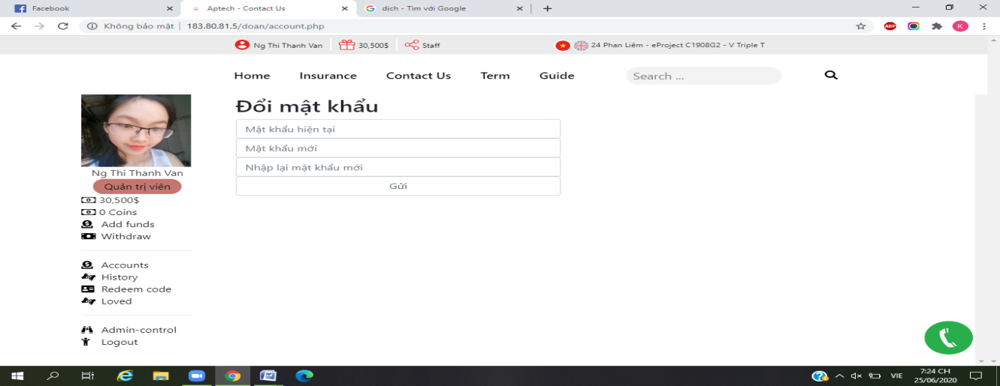 Facebook
Aptech - Contact Us
dịch - Tìm với Google
Không bảo mật | 183.80.81.5/doan/account.php
ABP
K
Ng Thi Thanh Van
30,500$
Staff
24 Phan Liêm - eProject C1908G2 - V Triple T
Home
Insurance
Contact Us
Term
Guide
Search ...
Đổi mật khẩu
Mật khẩu hiện tại
Mật khẩu mới
Nhập lại mật khẩu mới
Gửi
Ng Thi Thanh Van
Quản trị viên
30,500$
0 Coins
Add funds
Withdraw
Accounts
History
Redeem code
Loved
Admin-control
Logout
VIE
7:24 CH
25/06/2020